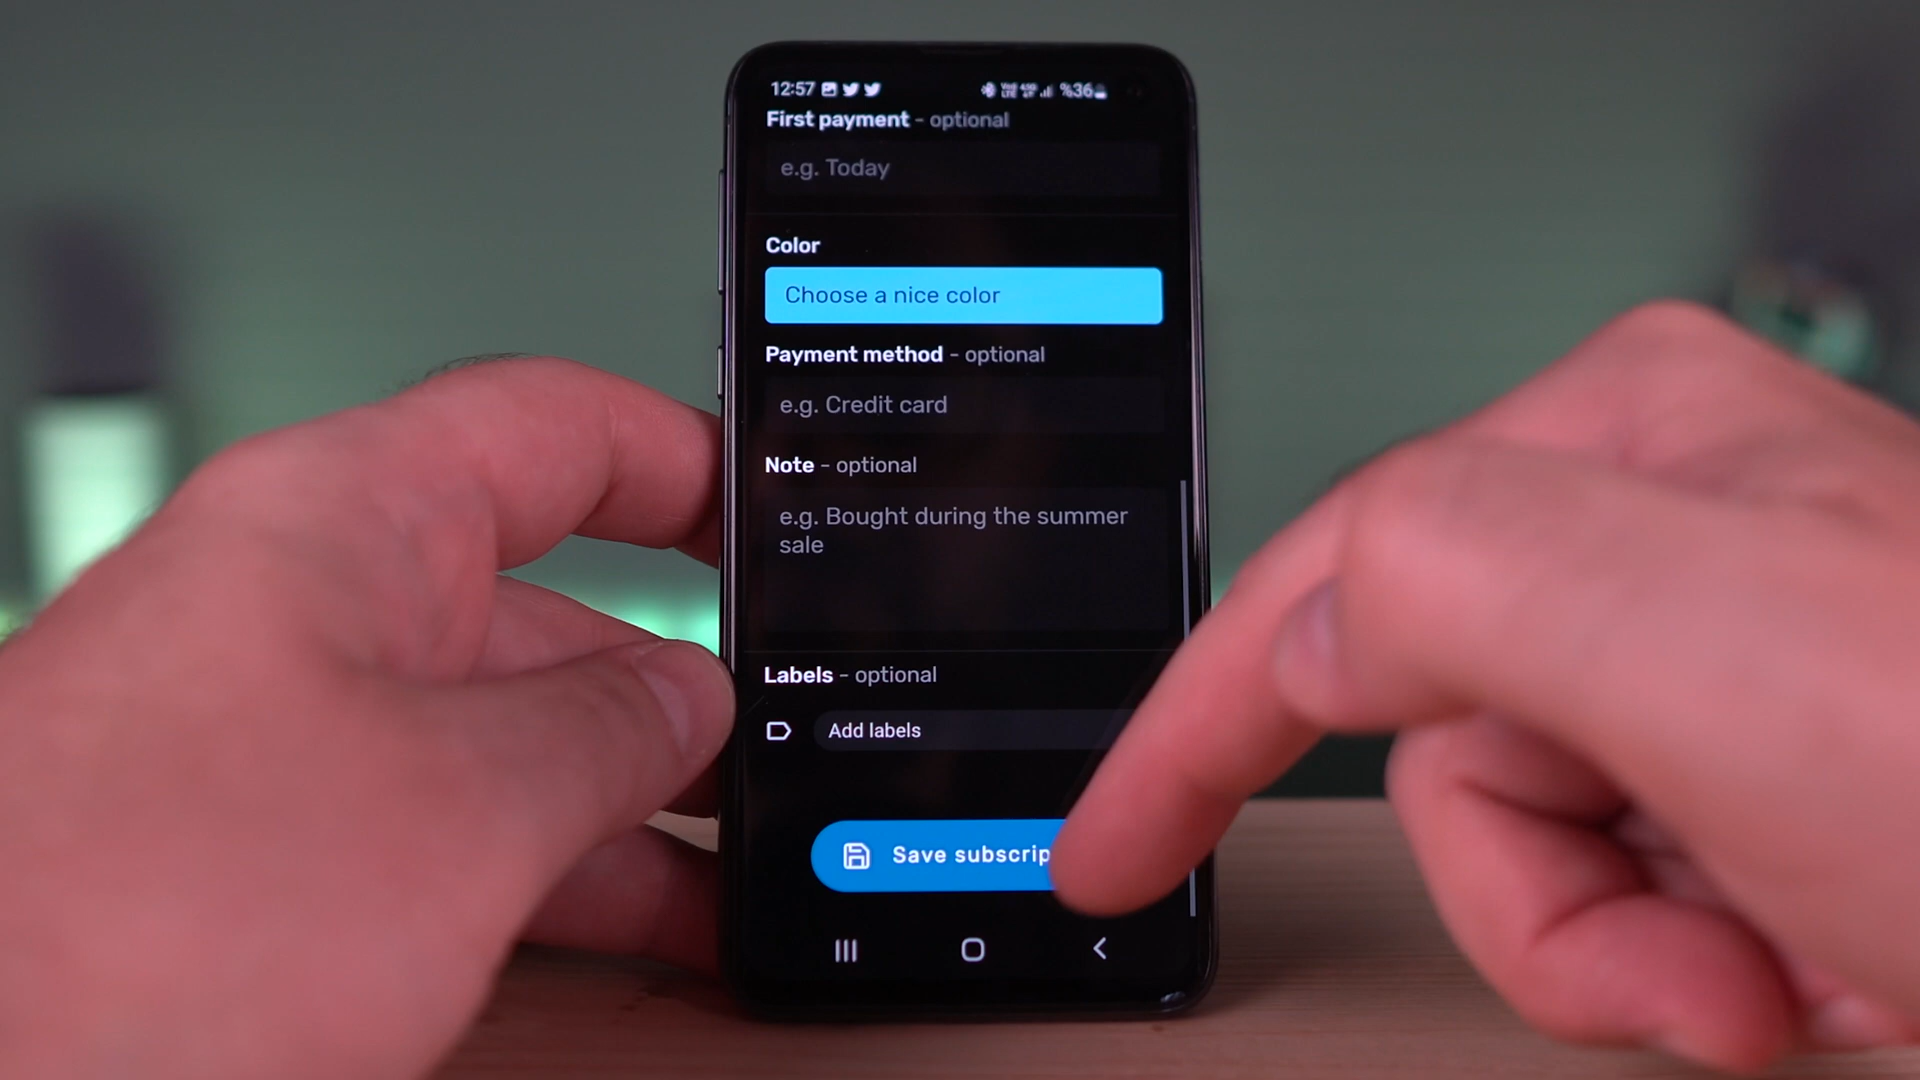 12:57 %36
First payment - optional
e.g. Today
Color
Choose a nice color
Payment method - optional
e.g. Credit card
Note - optional
e.g. Bought during the summer
sale
Labels - optional
Add labels
Save subscrip